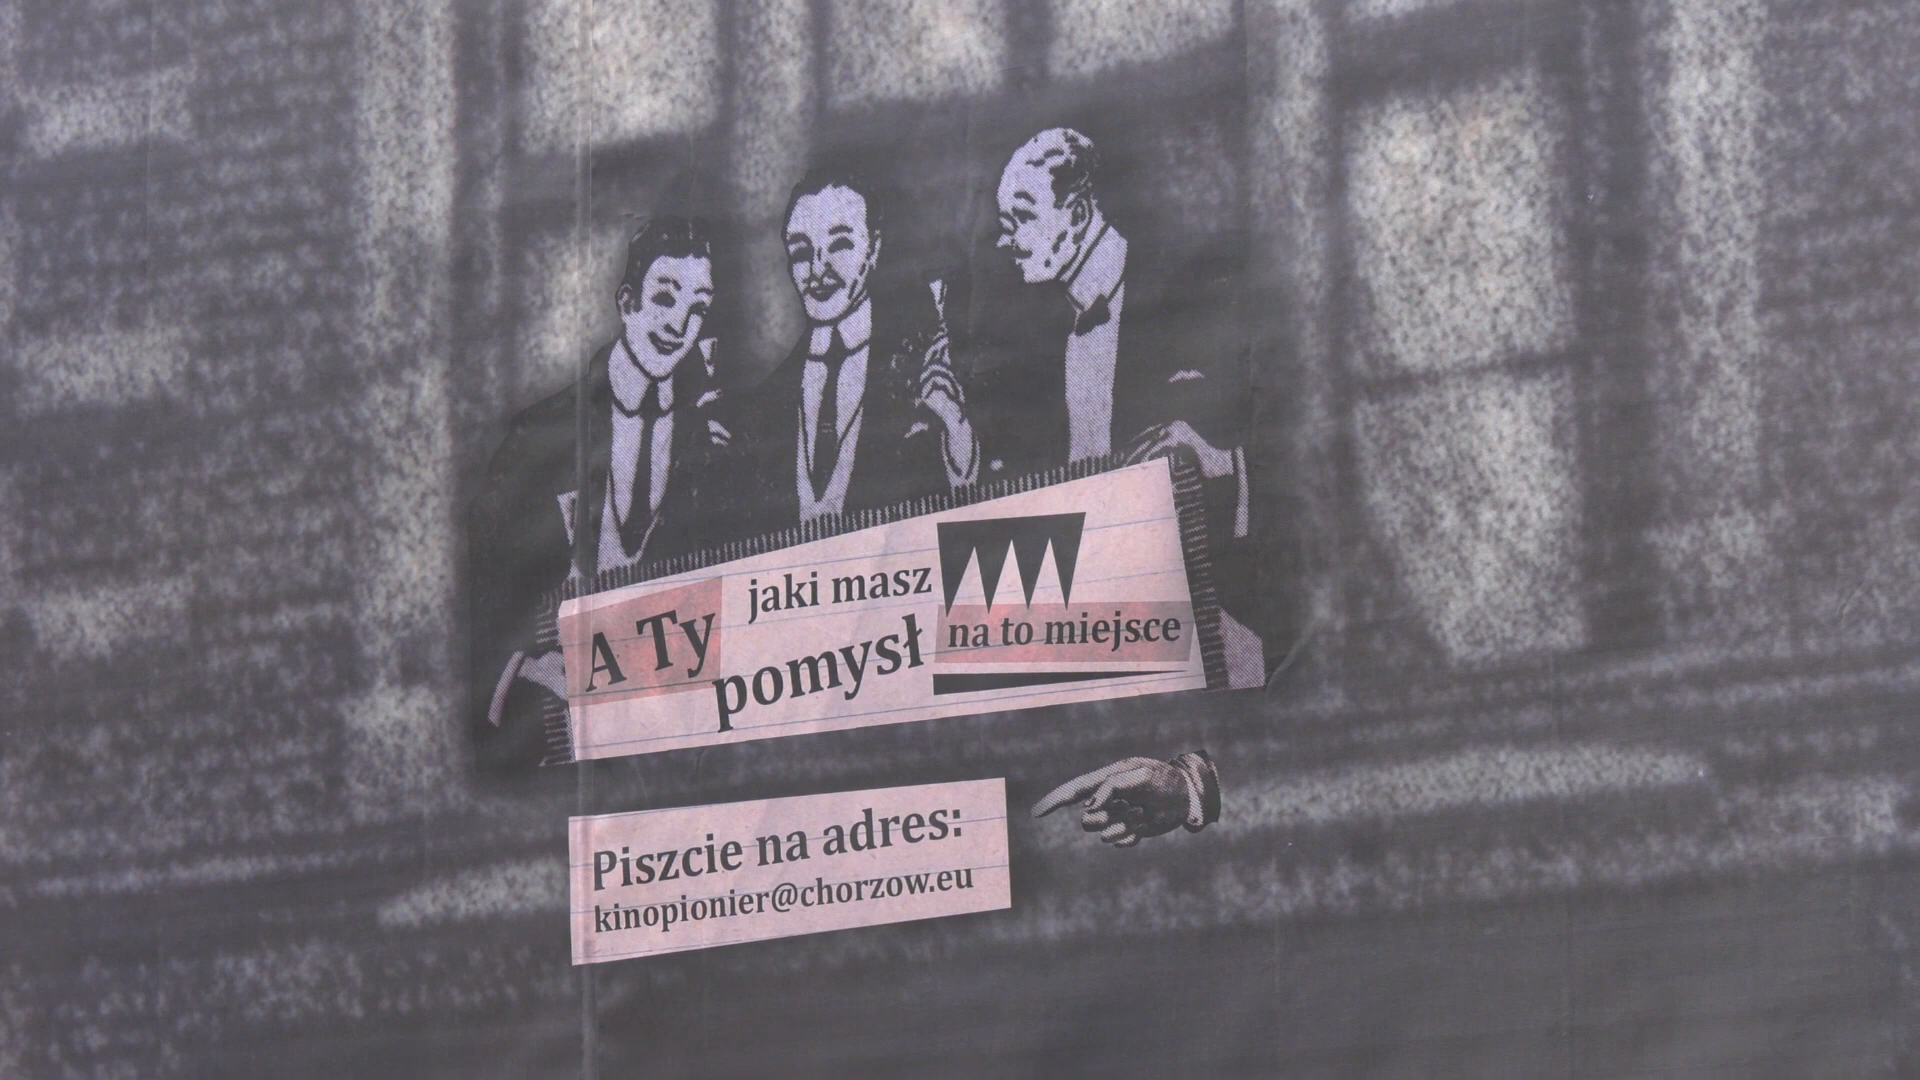 A Ty jaki masz
pomysł na to miejsce
Piszcie na adres:
kinopionier@chorzow.eu